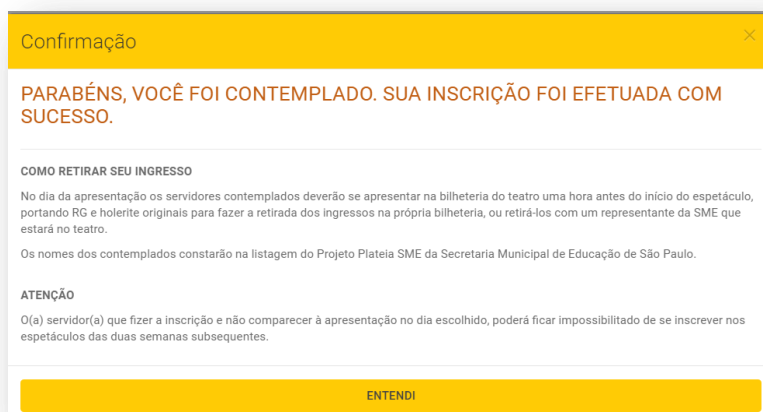 Confirmação
PARABÉNS, VOCÊ FOI CONTEMPLADO. SUA INSCRIÇÃO FOI EFETUADA COM
SUCESSO.
COMO RETIRAR SEU INGRESSO
No dia da apresentação os servidores contemplados deverão se apresentar na bilheteria do teatro uma hora antes do início do espetáculo,
portando RG e holerite originais para fazer a retirada dos ingressos na própria bilheteria, ou retirá-los com um representante da SME que
estará no teatro.
Os nomes dos contemplados constarão na listagem do Projeto Plateia SME da Secretaria Municipal de Educação de São Paulo.
ATENÇÃO
O(a) servidor(a) que fizer a inscrição e não comparecer à apresentação no dia escolhido, poderá ficar impossibilitado de se inscrever nos
espetáculos das duas semanas subsequentes.
ENTENDI